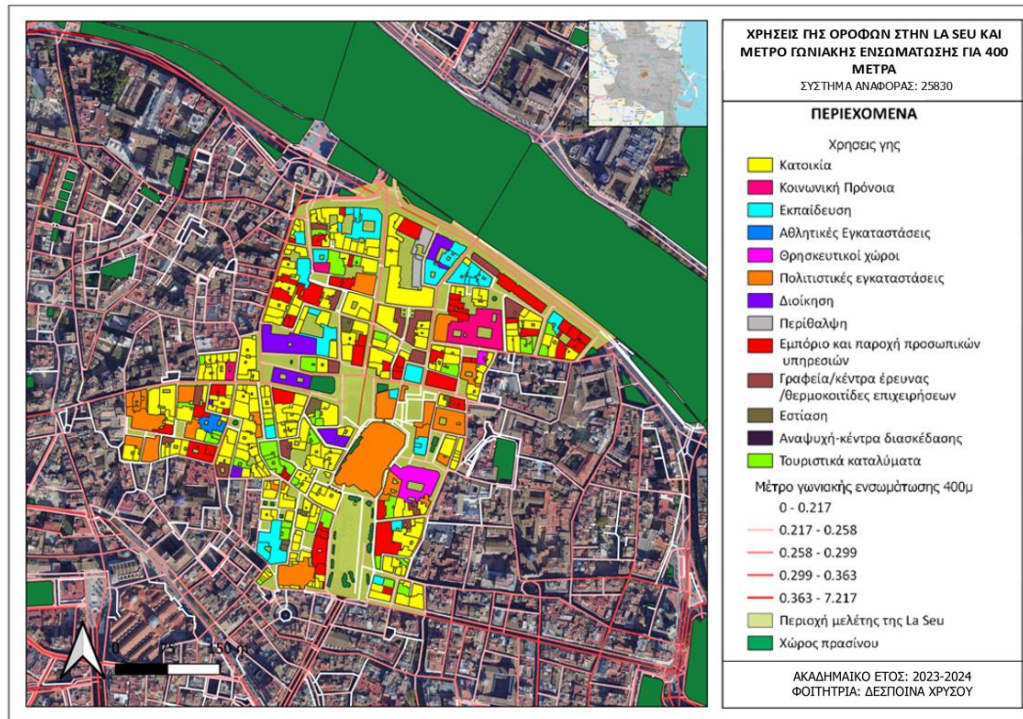 ΧΡΗΣΕΙΣ ΓΗΣ ΟΡΟΦΩΝ ΣΤΗΝ LA SEU ΚΑΙ
ΜΕΤΡΟ ΓΩΝΙΑΚΗΣ ΕΝΣΩΜΑΤΩΣΗΣ ΓΙΑ 400
ΜΕΤΡΑ
ΣΥΣΤΗΜΑ ΑΝΑΦΟΡΑΣ: 25830
ΠΕΡΙΕΧΟΜΕΝΑ
Χρησεις γης
Κατοικία
Κοινωνική Πρόνοια
Εκπαίδευση
Αθλητικές Εγκαταστάσεις
Θρησκευτικοί χώροι
Πολιτιστικές εγκαταστάσεις
Διοίκηση
Περίθαλψη
Εμπόριο και παροχή προσωπικών
υπηρεσιών
Γραφεία/κέντρα έρευνας
/θερμοκοιτίδες επιχειρήσεων
Εστίαση
Αναψυχή-κέντρα διασκέδασης
Τουριστικά καταλύματα
Μέτρο γωνιακής ενσωμάτωσης 400μ
0 - 0.217
0.217 - 0.258
0.258 - 0.299
0.299 - 0.363
0.363 - 7.217
Περιοχή μελέτης της La Seu
Χώρος πρασίνου
0 75 150 m
ΑΚΑΔΗΜΑΙΚΟ ΕΤΟΣ: 2023-2024
ΦΟΙΤΗΤΡΙΑ: ΔΕΣΠΟΙΝΑ ΧΡΥΣΟΥ